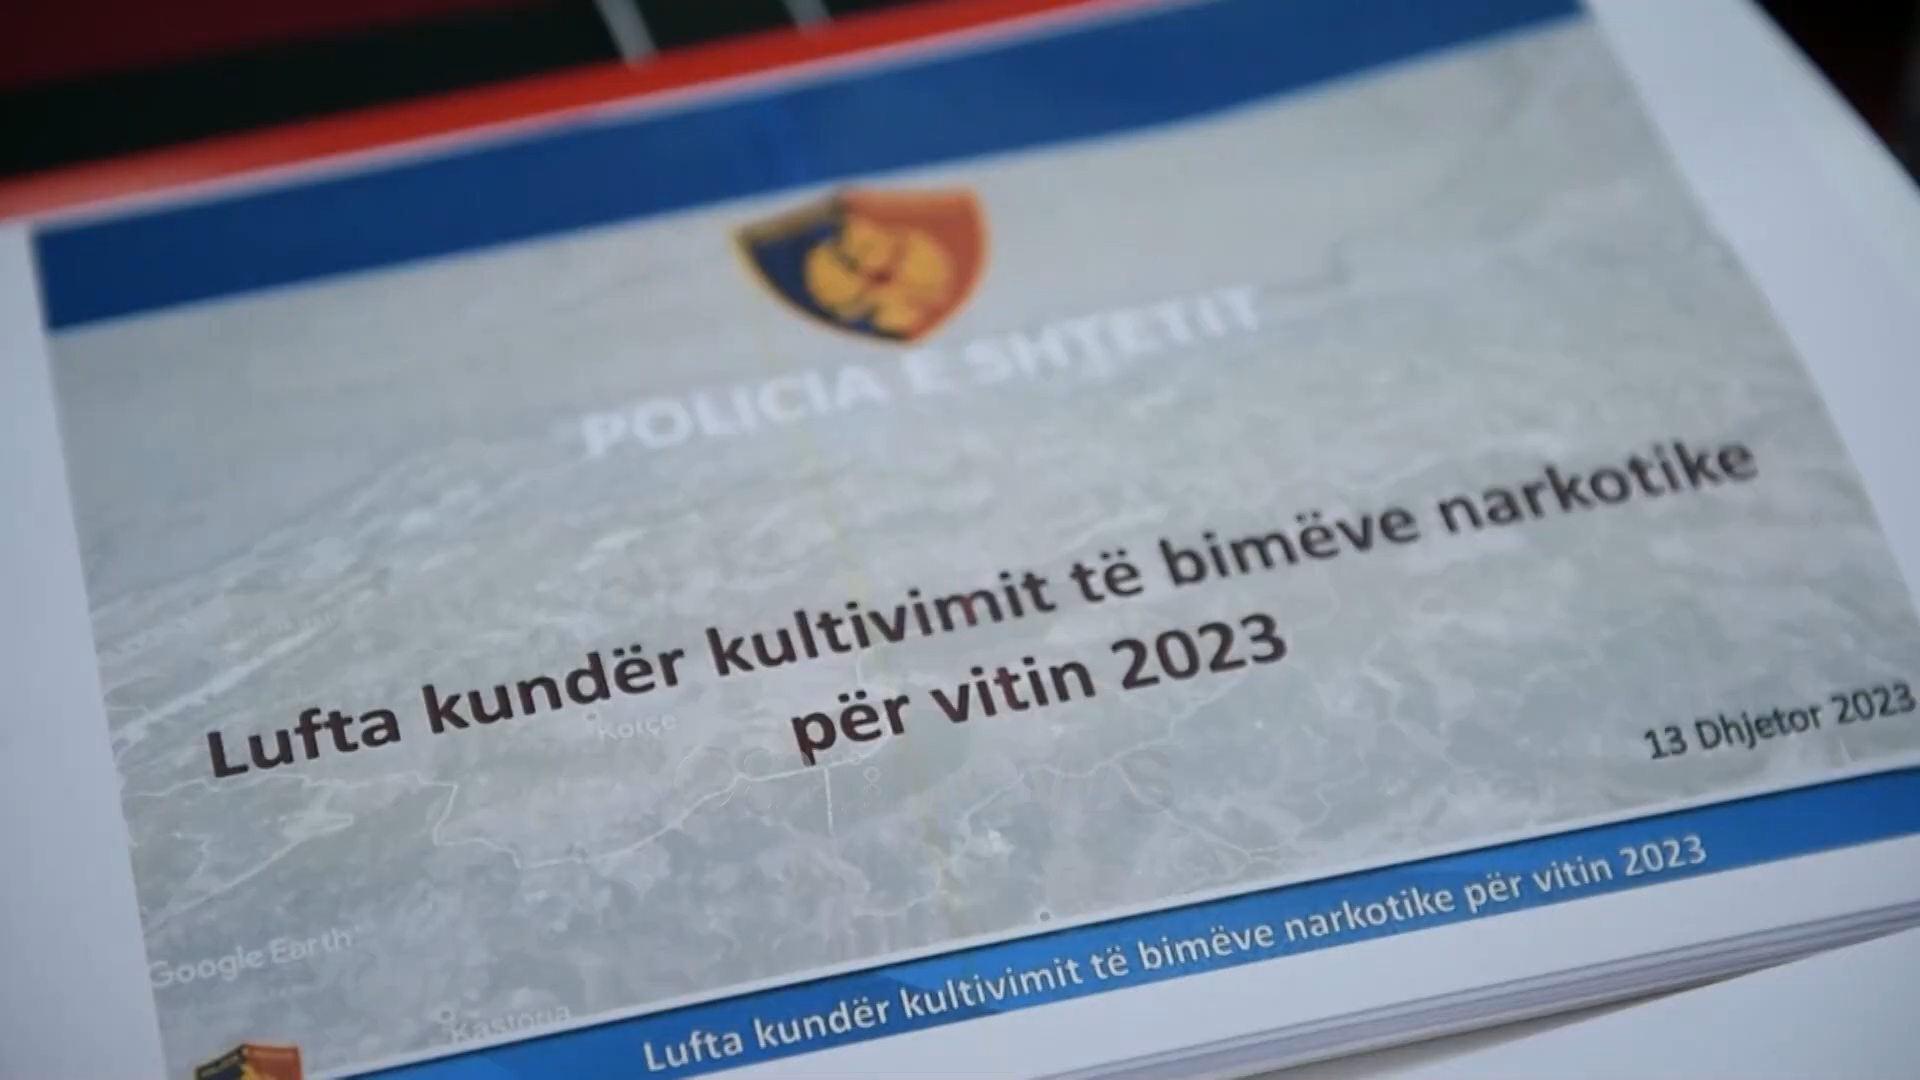 POLICIA E SHTETIT
Lufta kundër kultivimit të bimëve narkotike
për vitin 2023
Korçe
13 Dhjetor 2023
Google Earth
Kastoria
Lufta kundër kultivimit të bimëve narkotike për vitin 2023